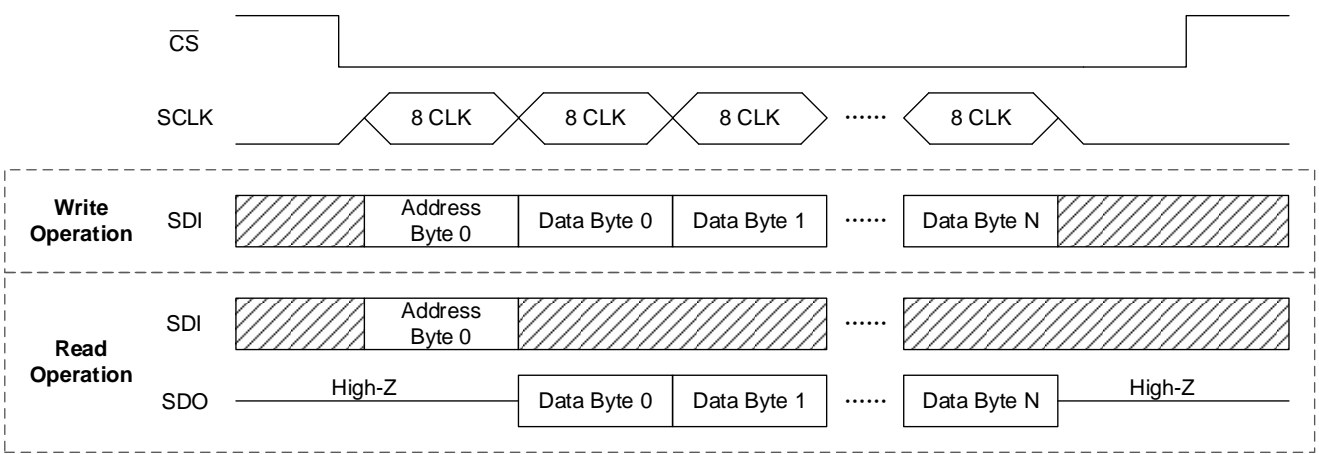 CS
SCLK 8 CLK 8 CLK 8 CLK ······ 8 CLK
Write
Operation
SDI
Address
Byte 0
Data Byte 0 Data Byte 1 ······ Data Byte N
Read
Operation
SDI
Address
Byte 0
······
SDO High-Z Data Byte 0 Data Byte 1 ······ Data Byte N High-Z